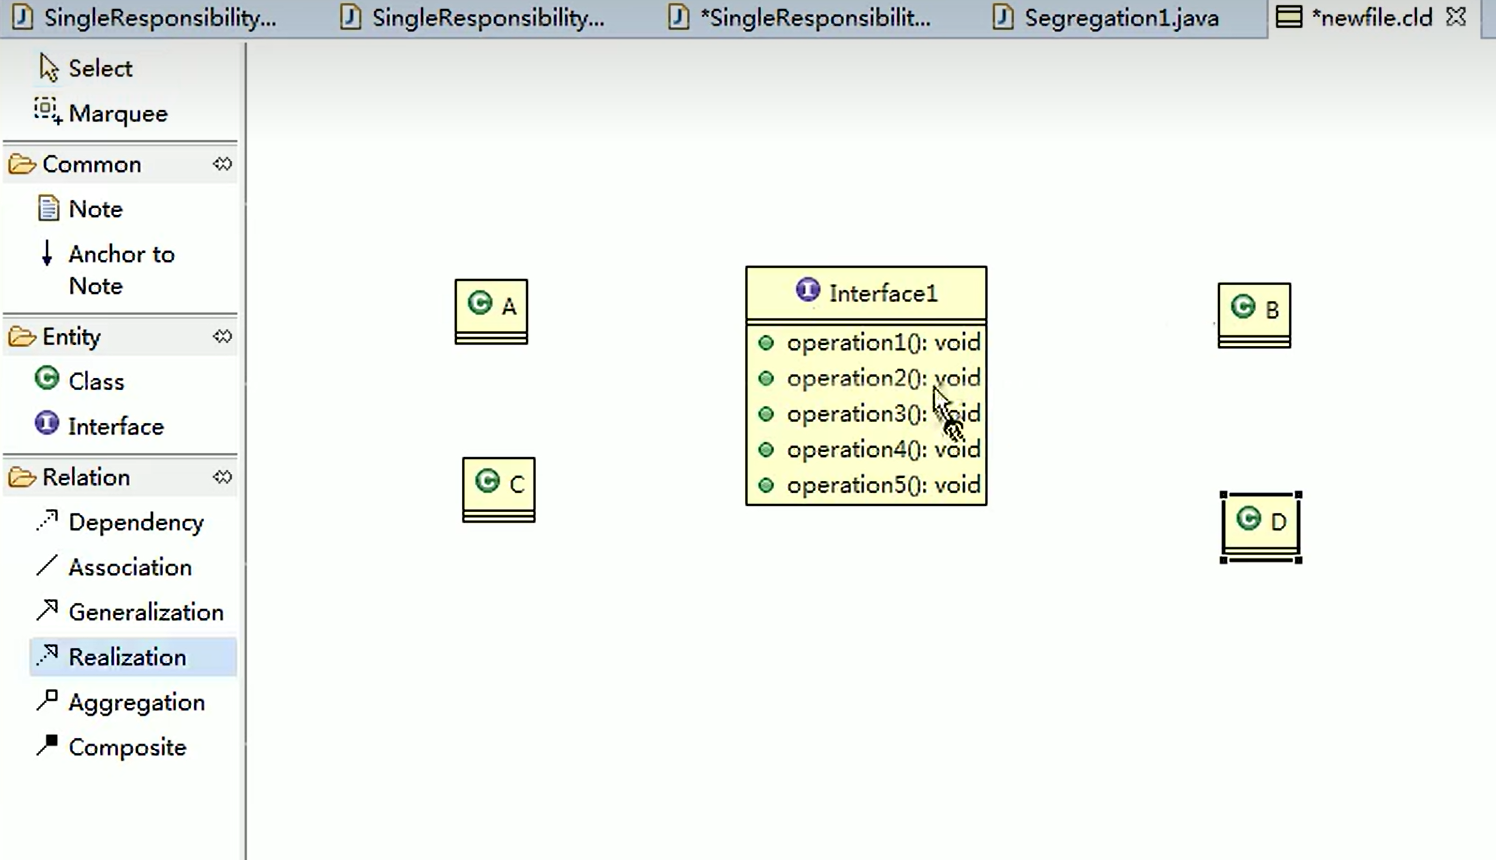 SingleResponsibility...
SingleResponsibility...
*SingleResponsibilit...
Segregation1.java
*newfile.cld
Select
Marquee
Common
Note
Anchor to
Note
Entity
Class
Interface
Relation
Dependency
Association
Generalization
Realization
Aggregation
Composite
A
Interface1
operation1(): void
operation2(): void
operation3(): void
operation4(): void
operation5(): void
B
C
D